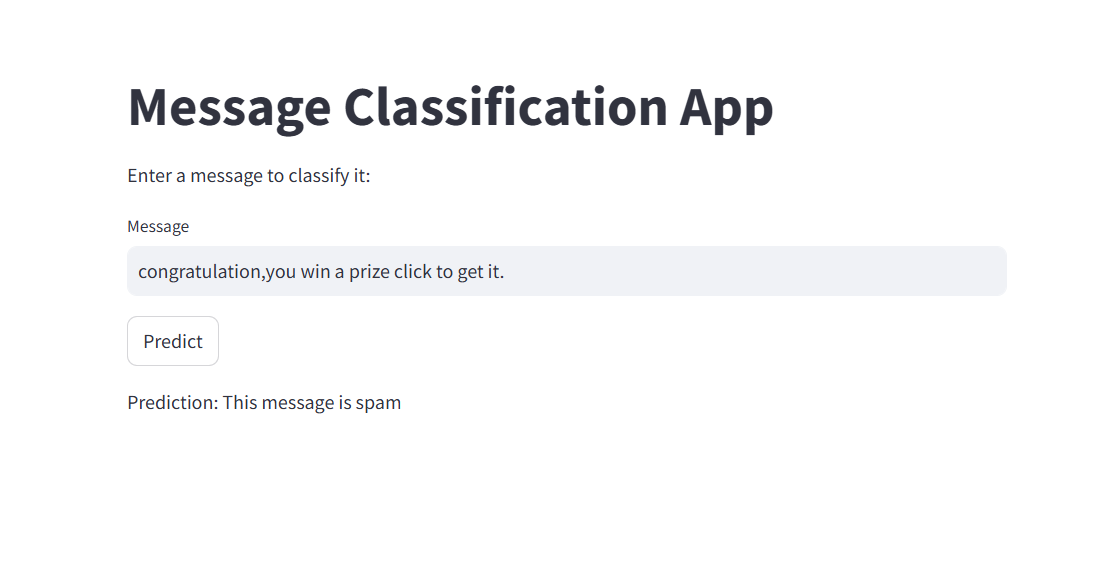 Message Classification App
Enter a message to classify it:
Message
congratulation,you win a prize click to get it.
Predict
Prediction: This message is spam